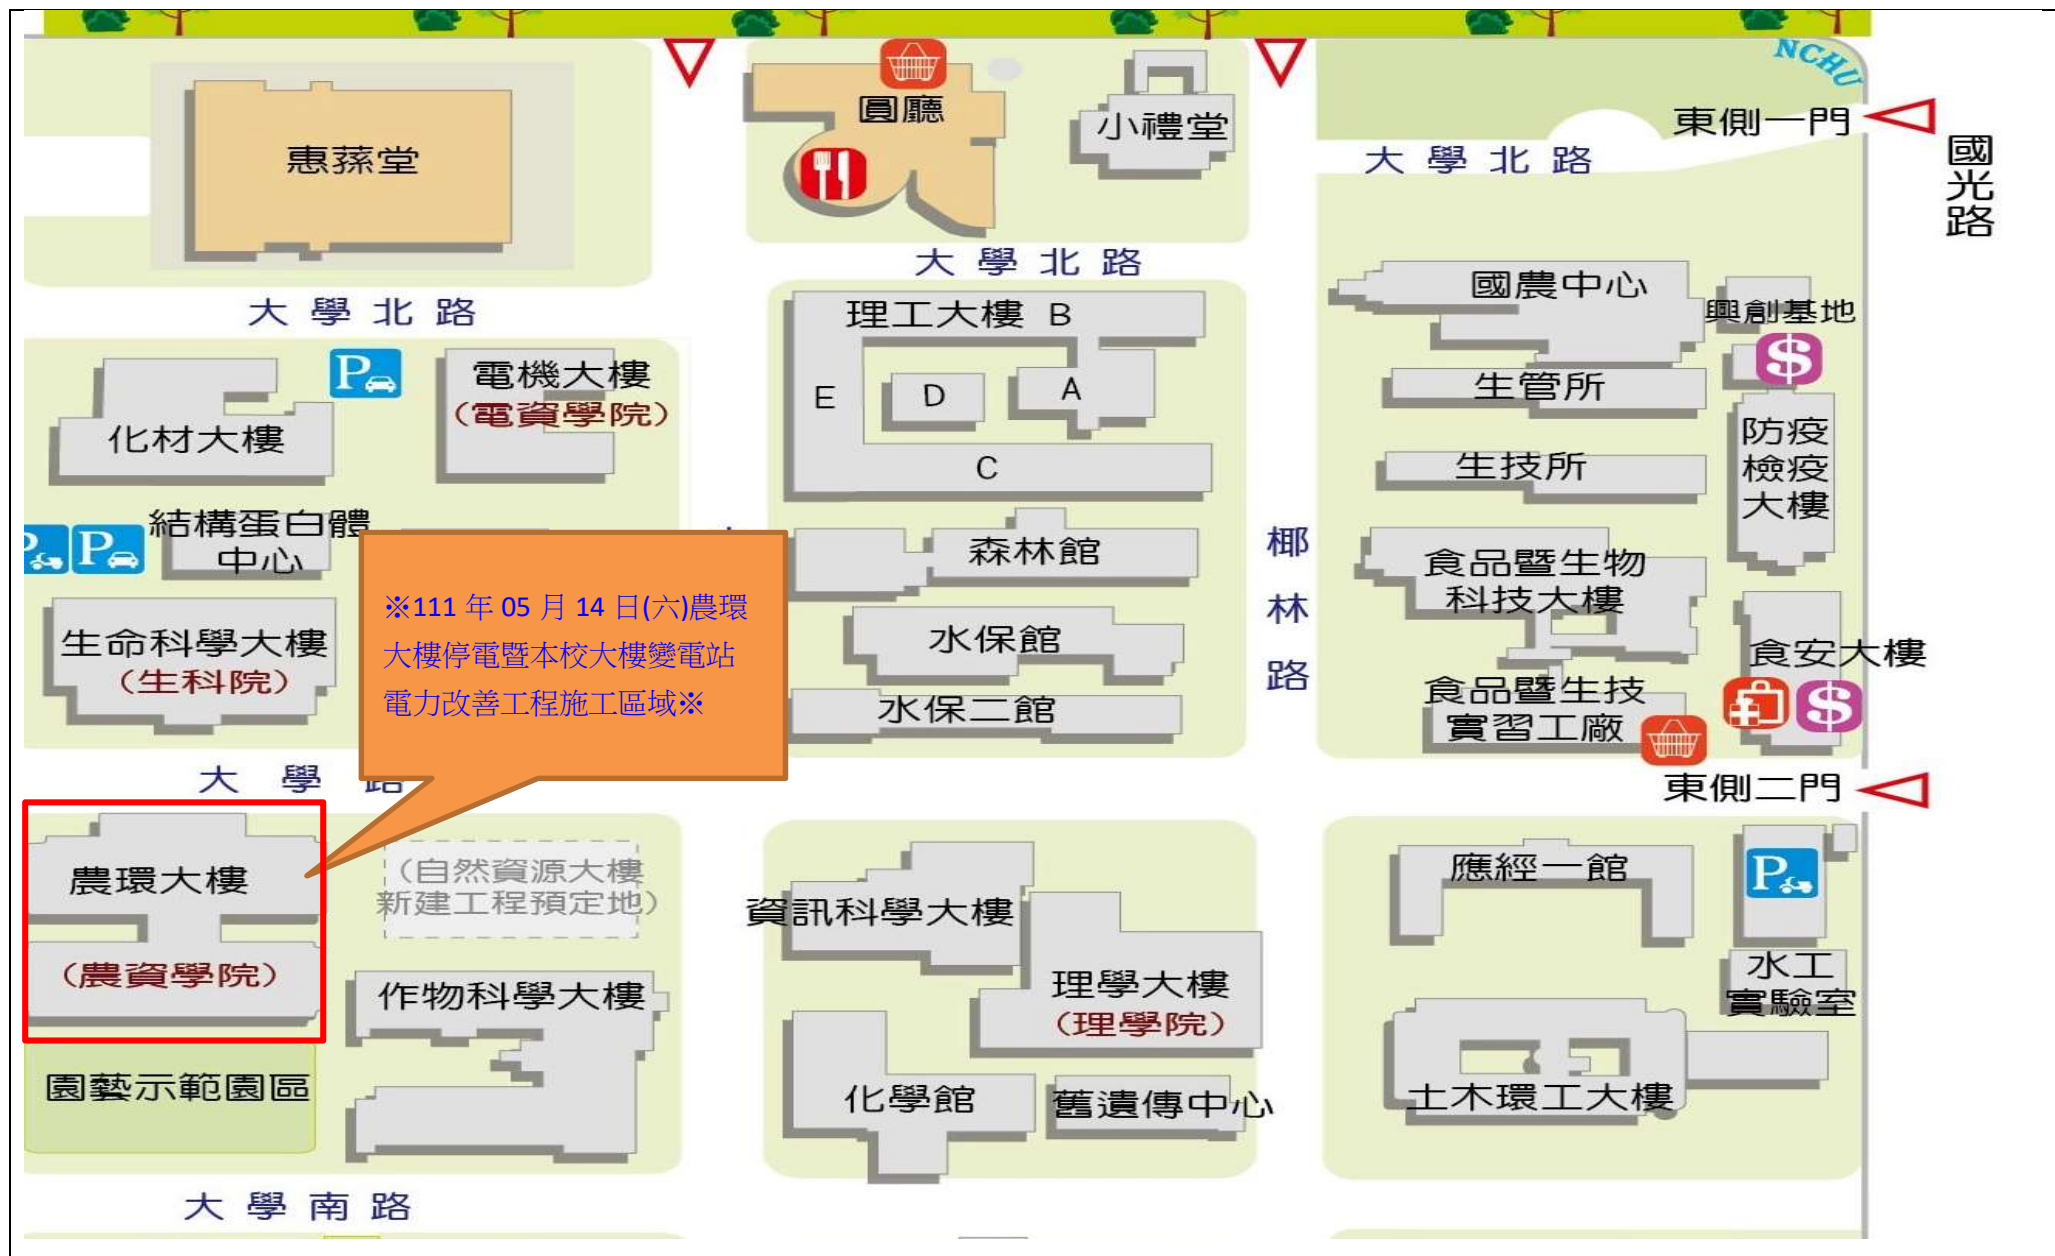 NCHU
東側一門
國光路
惠蓀堂
圓廳
小禮堂
大學北路
大學北路
大學北路
理工大樓 B
E
D
A
C
國農中心
興創基地
生管所
生技所
防疫
檢疫
大樓
化材大樓
P
電機大樓
(電資學院)
結構蛋白體
中心
P
P
生命科學大樓
(生科院)
※111 年 05 月 14 日(六)農環
大樓停電暨本校大樓變電站
電力改善工程施工區域※
森林館
水保館
水保二館
椰林路
食品暨生物
科技大樓
食品暨生技
實習工廠
食安大樓
東側二門
大學路
農環大樓
(農資學院)
(自然資源大樓
新建工程預定地)
作物科學大樓
園藝示範園區
資訊科學大樓
理學大樓
(理學院)
化學館
舊遺傳中心
應經一館
P
水工
實驗室
土木環工大樓
大學南路